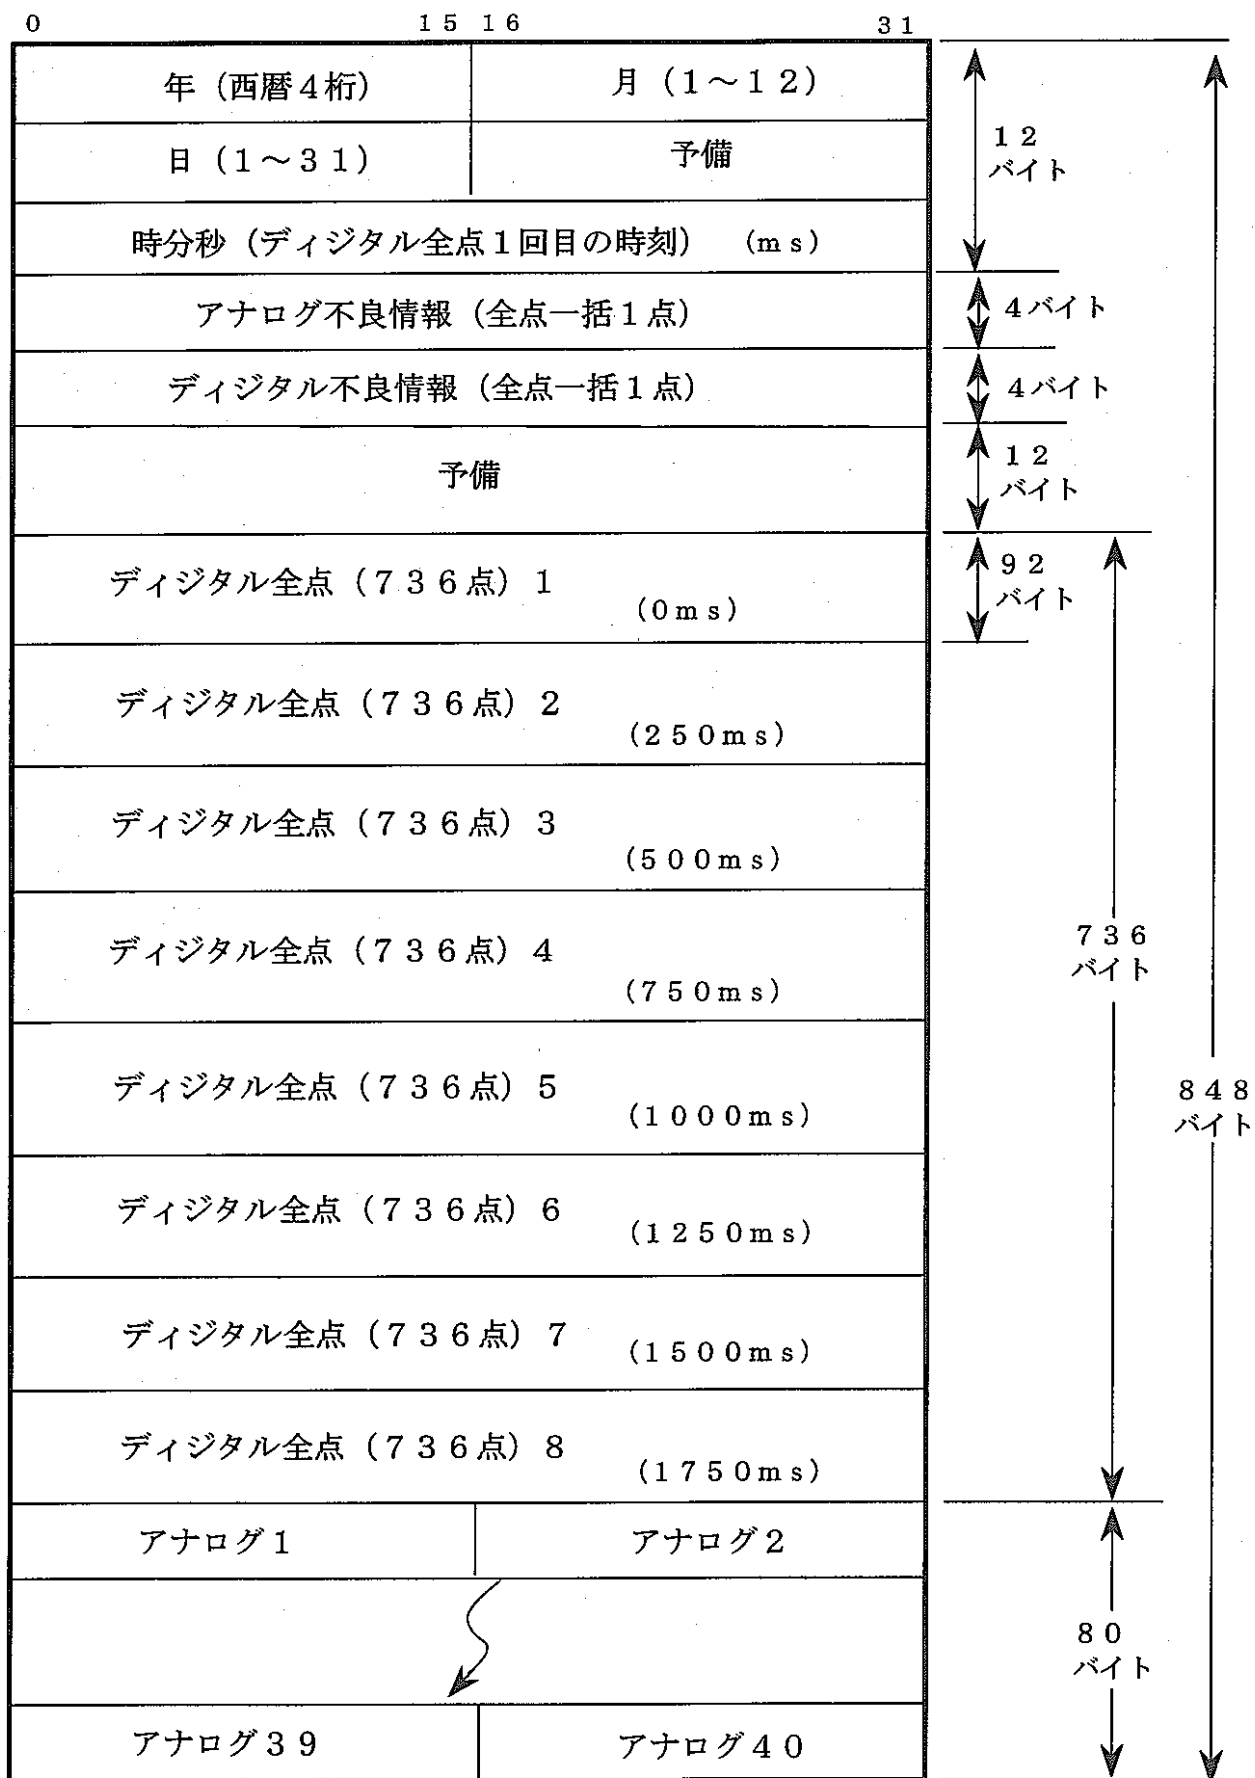 ０ １５ １６ ３１
年（西暦４桁） 月（１～１２）
日（１～３１） 予備
１２
バイト
時分秒（ディジタル全点１回目の時刻） （ｍｓ）
アナログ不良情報（全点一括１点） ４バイト
ディジタル不良情報（全点一括１点） ４バイト
予備
１２
バイト
ディジタル全点（７３６点）１
（０ｍｓ）
９２
バイト
ディジタル全点（７３６点）２
（２５０ｍｓ）
ディジタル全点（７３６点）３
（５００ｍｓ）
ディジタル全点（７３６点）４
（７５０ｍｓ）
７３６
バイト
ディジタル全点（７３６点）５
（１０００ｍｓ）
８４８
バイト
ディジタル全点（７３６点）６
（１２５０ｍｓ）
ディジタル全点（７３６点）７
（１５００ｍｓ）
ディジタル全点（７３６点）８
（１７５０ｍｓ）
アナログ１ アナログ２
８０
バイト
アナログ３９ アナログ４０